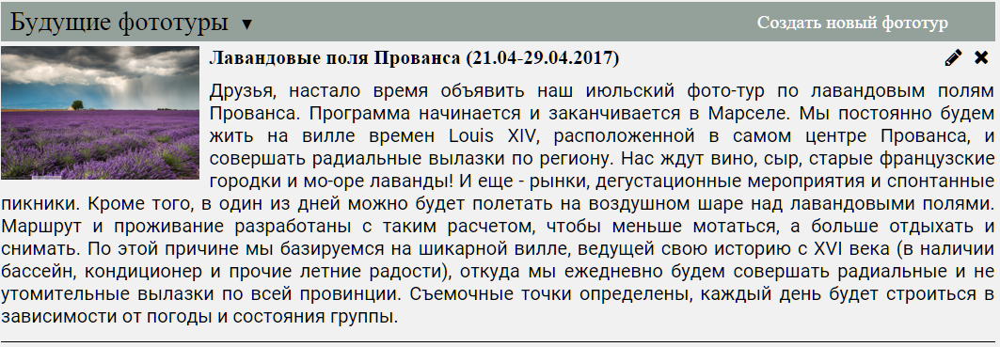 Будущие фототуры ▼
Создать новый фототур
Лавандовые поля Прованса (21.04-29.04.2017)
Друзья, настало время объявить наш июльский фото-тур по лавандовым полям
Прованса. Программа начинается и заканчивается в Марселе. Мы постоянно будем
жить на вилле времен Louis XIV, расположенной в самом центре Прованса, и
совершать радиальные вылазки по региону. Нас ждут вино, сыр, старые французские
городки и мо-оре лаванды! И еще - рынки, дегустационные мероприятия и спонтанные
пикники. Кроме того, в один из дней можно будет полетать на воздушном шаре над лавандовыми полями.
Маршрут и проживание разработаны с таким расчетом, чтобы меньше мотаться, а больше отдыхать и
снимать. По этой причине мы базируемся на шикарной вилле, ведущей свою историю с XVI века (в наличии
бассейн, кондиционер и прочие летние радости), откуда мы ежедневно будем совершать радиальные и не
утомительные вылазки по всей провинции. Съемочные точки определены, каждый день будет строиться в
зависимости от погоды и состояния группы.